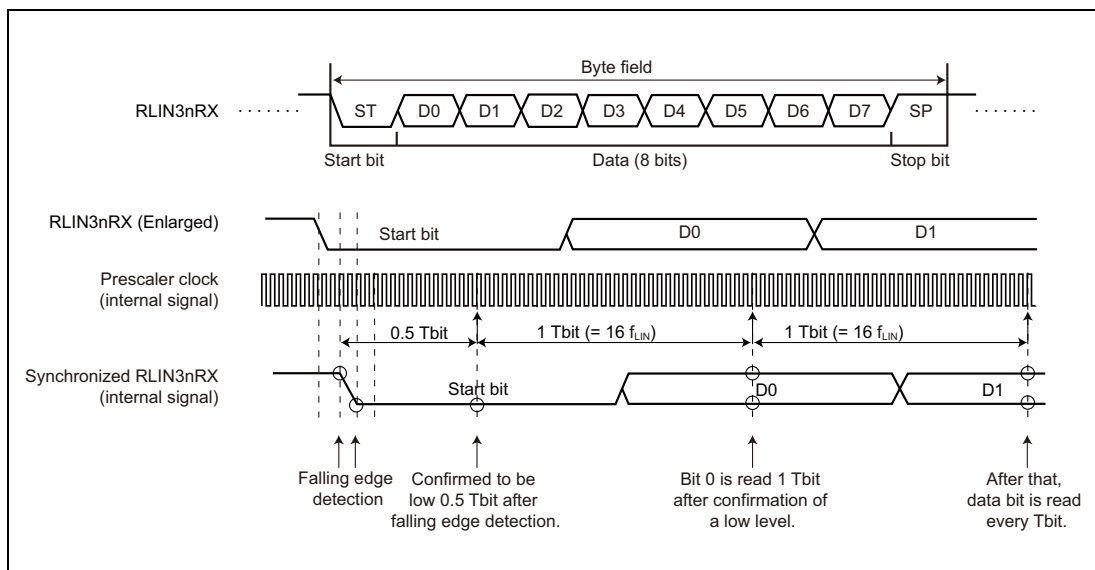 Byte field
RLIN3nRX
ST D0 D1 D2 D3 D4 D5 D6 D7 SP
Start bit Data (8 bits) Stop bit
RLIN3nRX (Enlarged)
Start bit D0 D1
Prescaler clock
(internal signal)
0.5 Tbit 1 Tbit (= 16 fLIN) 1 Tbit (= 16 fLIN)
Synchronized RLIN3nRX
(internal signal)
Start bit D0 D1
Falling edge
detection
Confirmed to be
low 0.5 Tbit after
falling edge detection.
Bit 0 is read 1 Tbit
after confirmation of
a low level.
After that,
data bit is read
every Tbit.